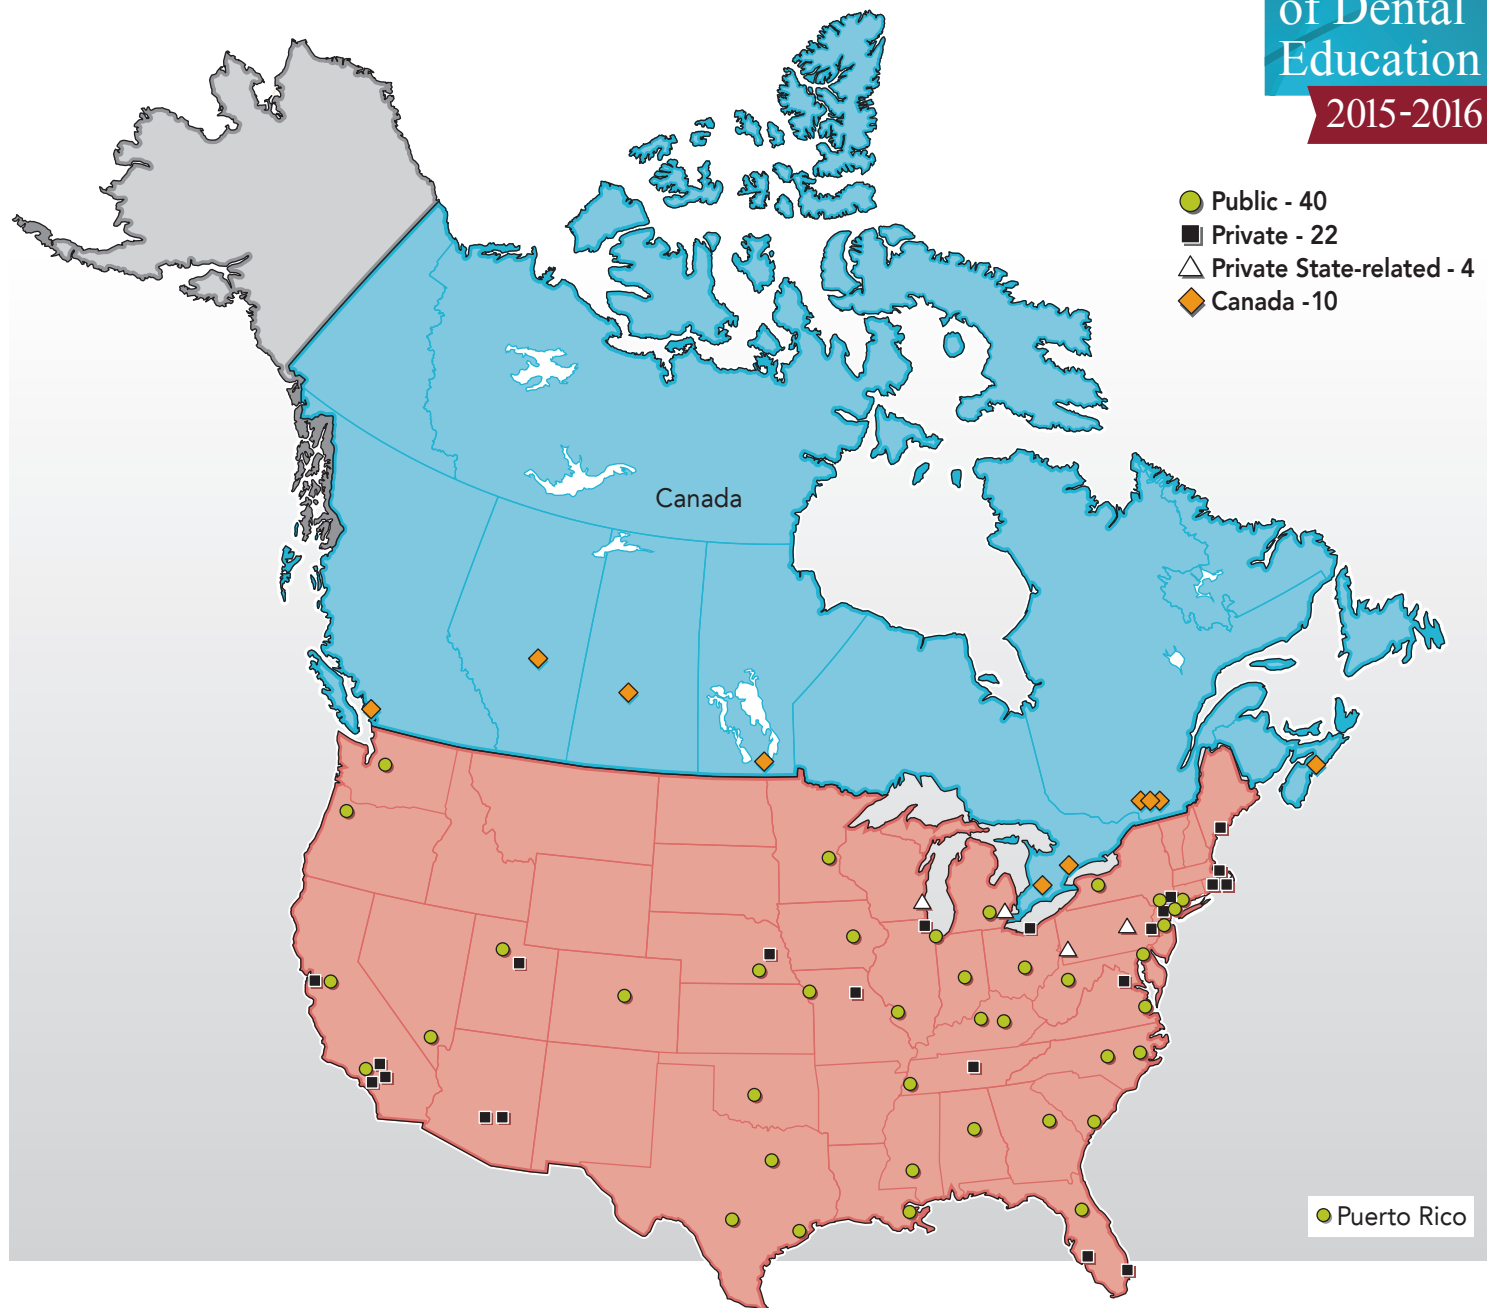 of Dental
Education
2015-2016
Public - 40
Private - 22
Private State-related - 4
Canada -10
Canada
Puerto Rico